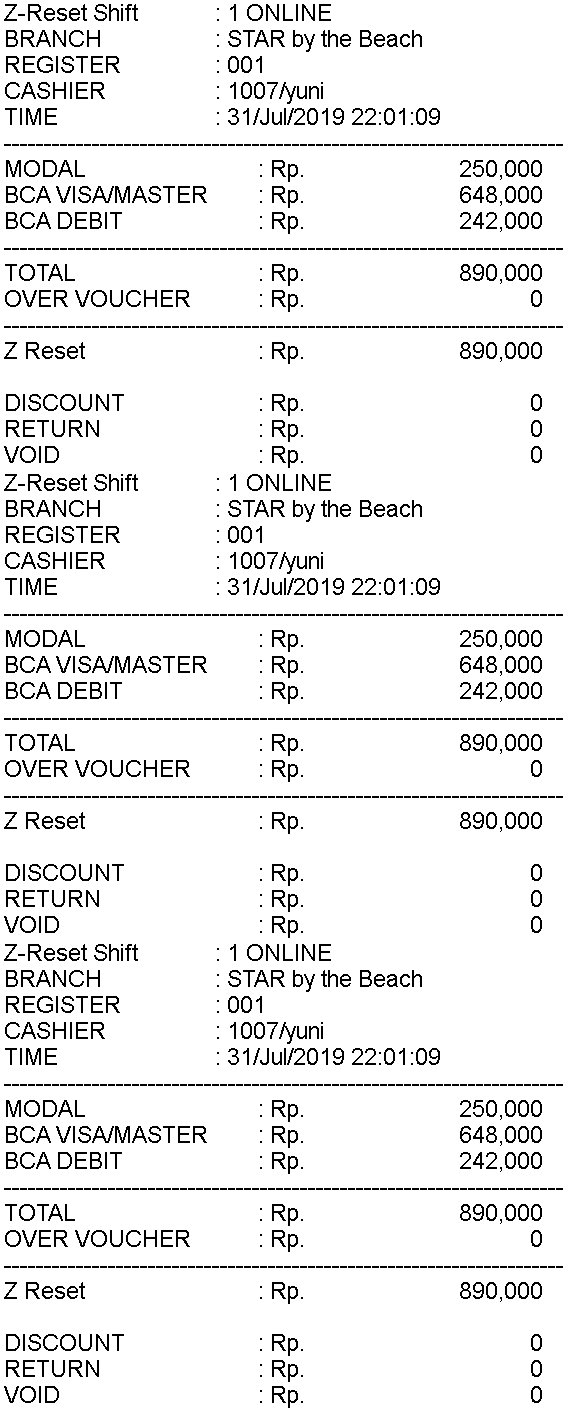 Z-Reset Shift : 1 ONLINE
BRANCH : STAR by the Beach
REGISTER : 001
CASHIER : 1007/yuni
TIME : 31/Jul/2019 22:01:09
--------------------------------------------------------------------------------
MODAL : Rp. 250,000
BCA VISA/MASTER : Rp. 648,000
BCA DEBIT : Rp. 242,000
--------------------------------------------------------------------------------
TOTAL : Rp. 890,000
OVER VOUCHER : Rp. 0
--------------------------------------------------------------------------------
Z Reset : Rp. 890,000
DISCOUNT : Rp. 0
RETURN : Rp. 0
VOID : Rp. 0
Z-Reset Shift : 1 ONLINE
BRANCH : STAR by the Beach
REGISTER : 001
CASHIER : 1007/yuni
TIME : 31/Jul/2019 22:01:09
--------------------------------------------------------------------------------
MODAL : Rp. 250,000
BCA VISA/MASTER : Rp. 648,000
BCA DEBIT : Rp. 242,000
--------------------------------------------------------------------------------
TOTAL : Rp. 890,000
OVER VOUCHER : Rp. 0
--------------------------------------------------------------------------------
Z Reset : Rp. 890,000
DISCOUNT : Rp. 0
RETURN : Rp. 0
VOID : Rp. 0
Z-Reset Shift : 1 ONLINE
BRANCH : STAR by the Beach
REGISTER : 001
CASHIER : 1007/yuni
TIME : 31/Jul/2019 22:01:09
--------------------------------------------------------------------------------
MODAL : Rp. 250,000
BCA VISA/MASTER : Rp. 648,000
BCA DEBIT : Rp. 242,000
--------------------------------------------------------------------------------
TOTAL : Rp. 890,000
OVER VOUCHER : Rp. 0
--------------------------------------------------------------------------------
Z Reset : Rp. 890,000
DISCOUNT : Rp. 0
RETURN : Rp. 0
VOID : Rp. 0